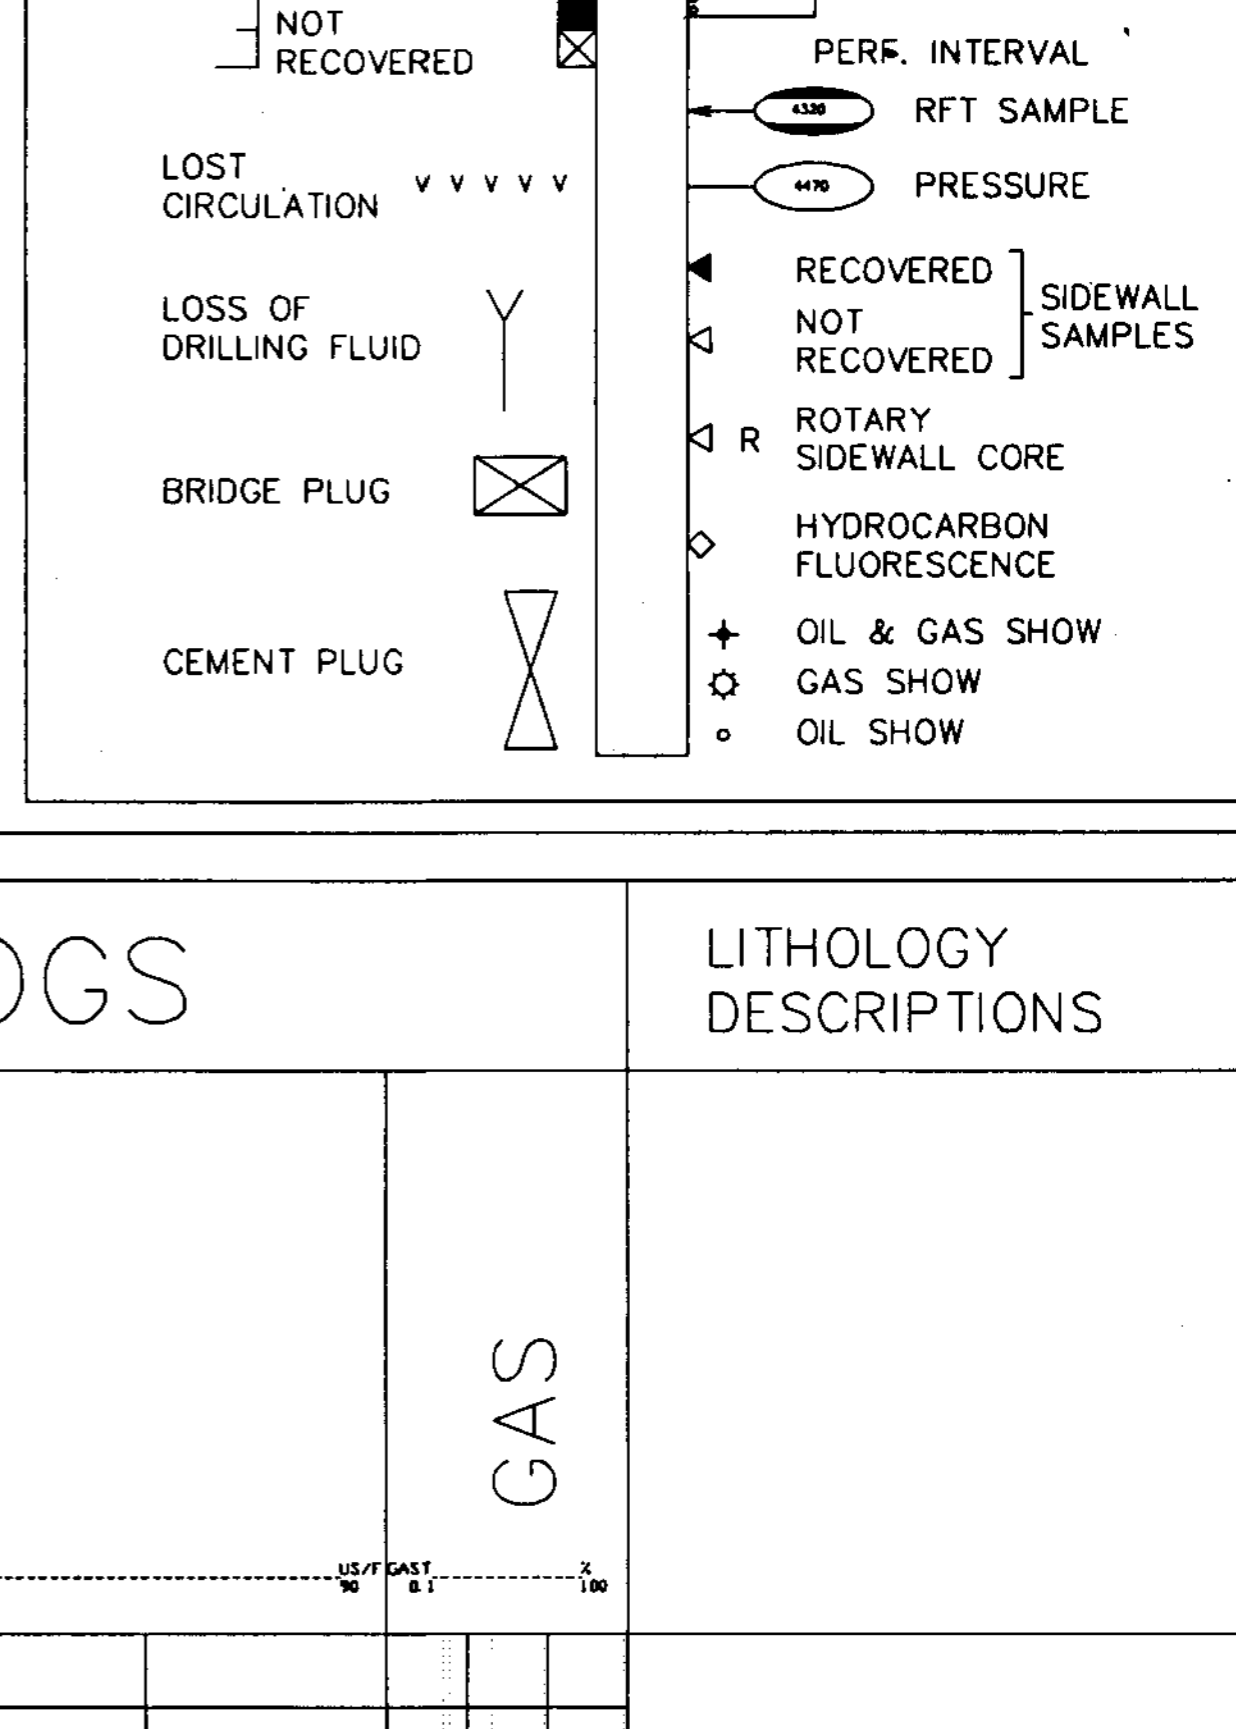 NOT
RECOVERED
PERF. INTERVAL
4320
RFT SAMPLE
LOST
CIRCULATION
V V V V V
4470
PRESSURE
RECOVERED
NOT
RECOVERED
SIDEWALL
SAMPLES
LOSS OF
DRILLING FLUID
R
ROTARY
SIDEWALL CORE
BRIDGE PLUG
HYDROCARBON
FLUORESCENCE
CEMENT PLUG
OIL & GAS SHOW
GAS SHOW
OIL SHOW
OGS
LITHOLOGY
DESCRIPTIONS
GAS
US/F
90
GAST
0.1
%
100